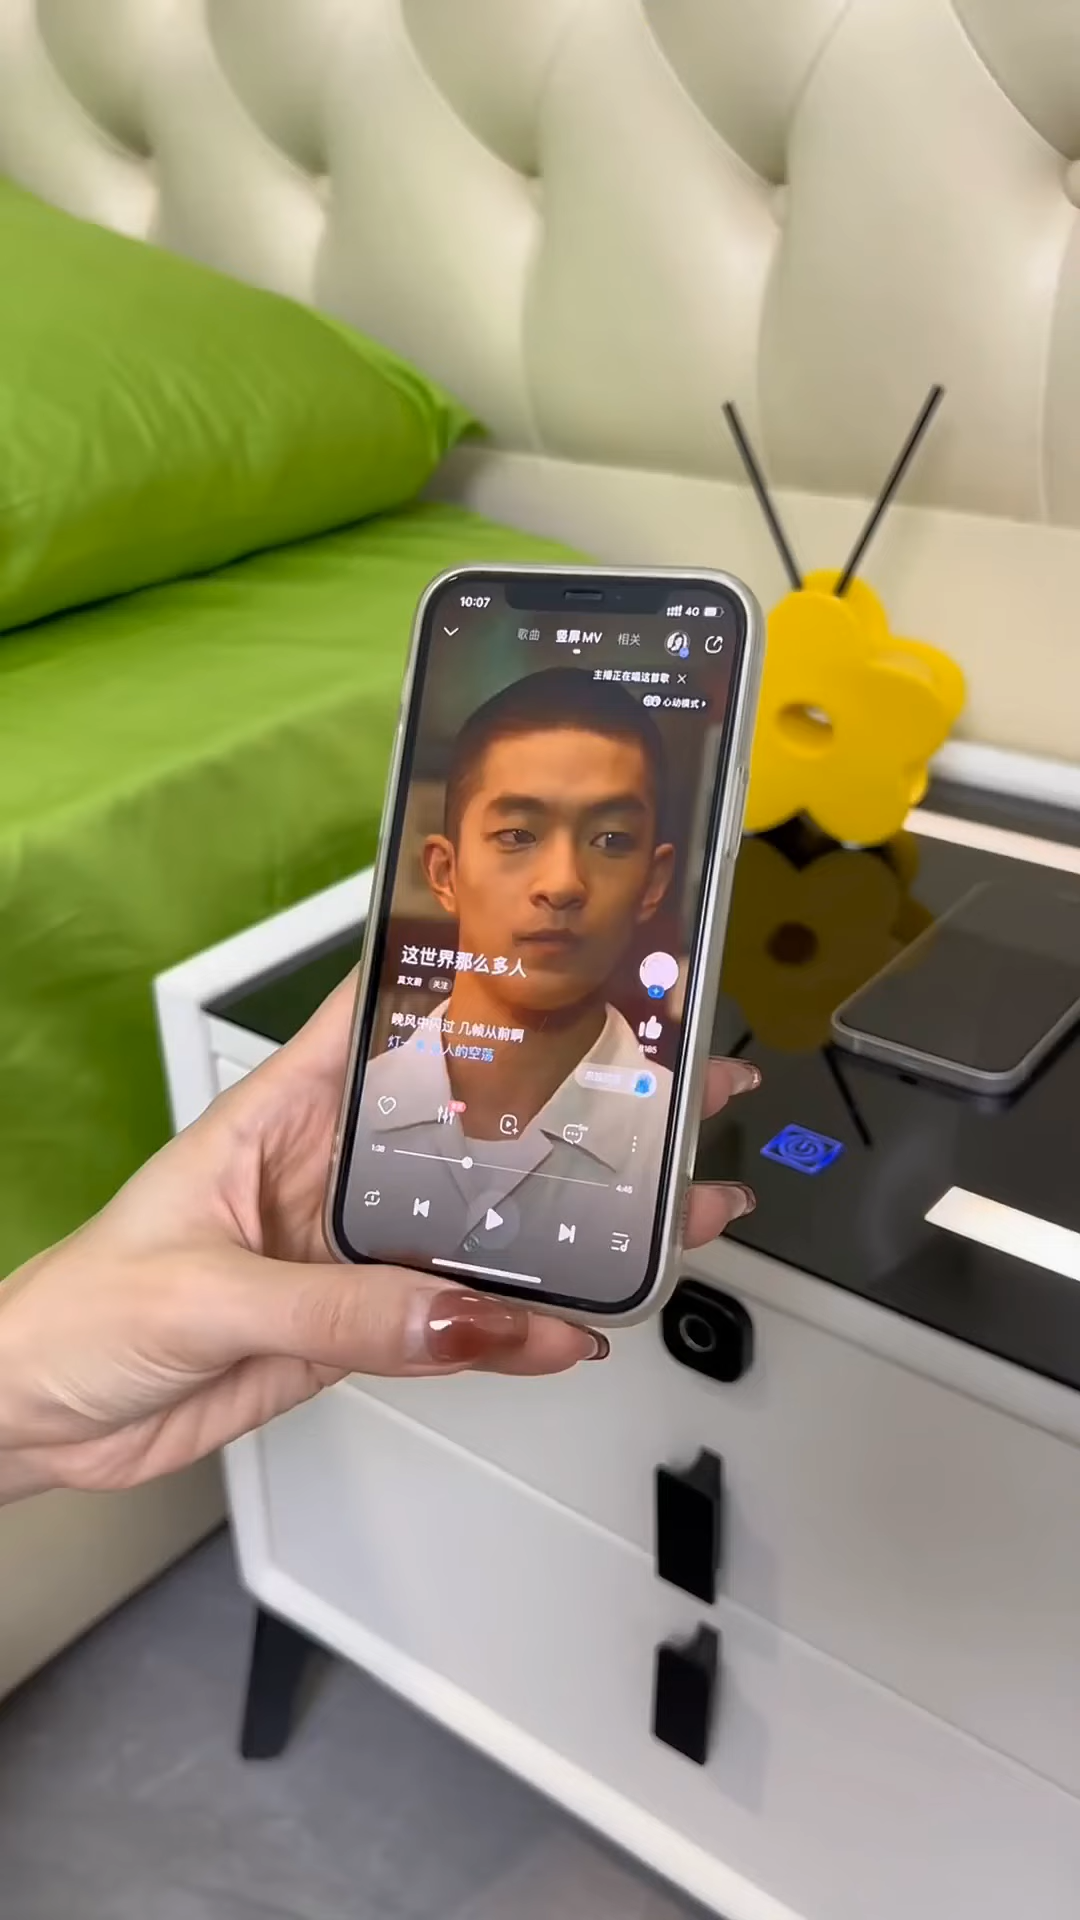 10:07
4G
歌曲 竖屏MV 相关
主播正在唱这首歌
心动模式
这世界那么多人
莫文蔚 关注
晚风中闪过 几帧从前啊
灯 人的空荡
8165
1:38
4:45